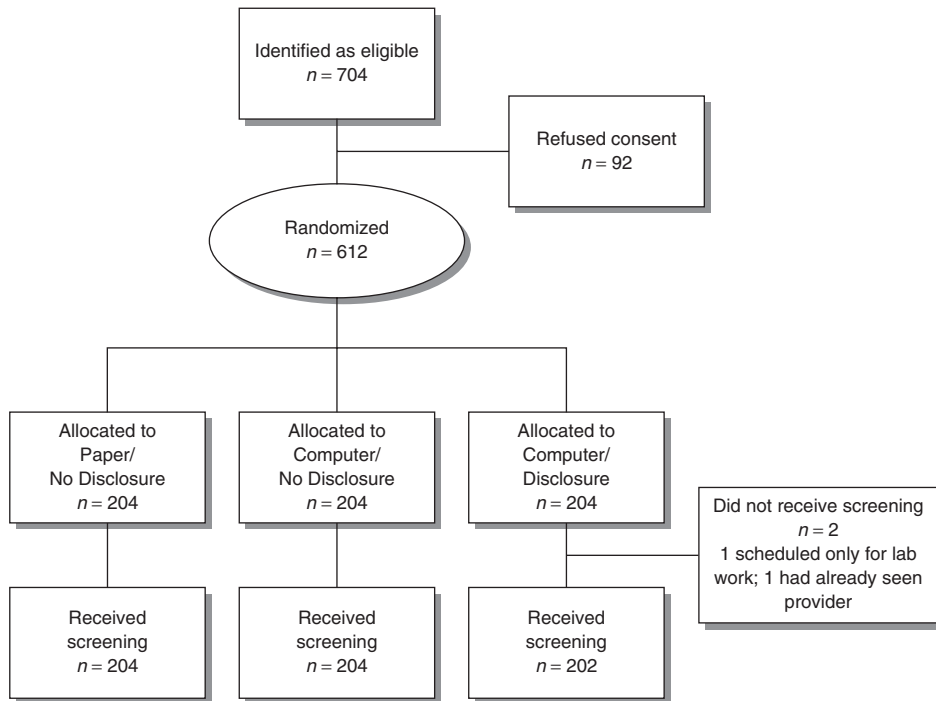 Identified as eligible
n = 704
Refused consent
n = 92
Randomized
n = 612
Allocated to
Paper/
No Disclosure
n = 204
Allocated to
Computer/
No Disclosure
n = 204
Allocated to
Computer/
Disclosure
n = 204
Did not receive screening
n = 2
1 scheduled only for lab
work; 1 had already seen
provider
Received
screening
n = 204
Received
screening
n = 204
Received
screening
n = 202